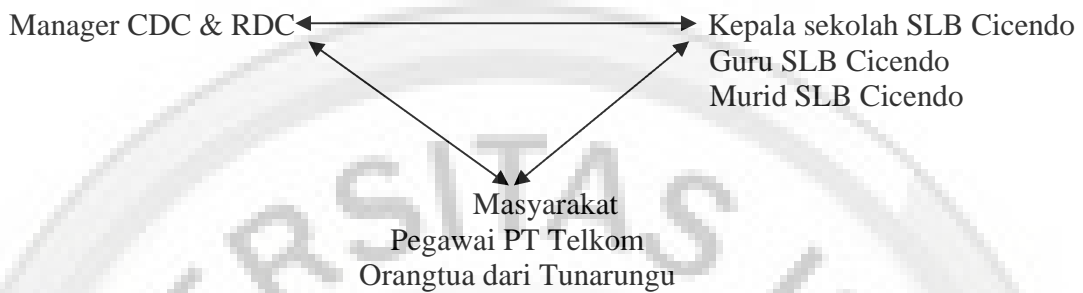 Manager CDC & RDC
Kepala sekolah SLB Cicendo
Guru SLB Cicendo
Murid SLB Cicendo
Masyarakat
Pegawai PT Telkom
Orangtua dari Tunarungu